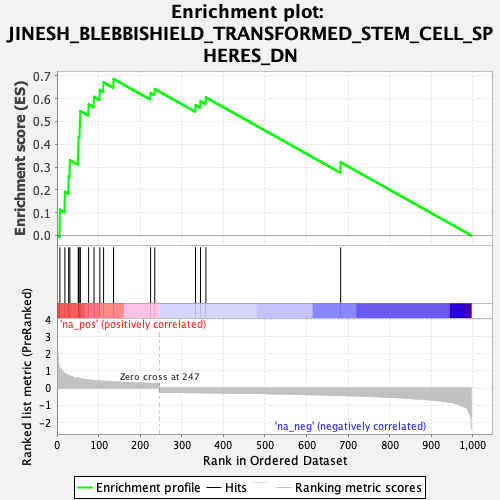 Enrichment plot:
JINESH_BLEBBISHIELD_TRANSFORMED_STEM_CELL_SP
HERES_DN
Enrichment score (ES)
0.7
0.6
0.5
0.4
0.3
0.2
0.1
0.0
'na_pos' (positively correlated)
Ranked list metric (PreRanked)
4
3
2
1
0
-1
-2
Zero cross at 247
'na_neg' (negatively correlated)
0 100 200 300 400 500 600 700 800 900 1,000
Rank in Ordered Dataset
Enrichment profile Hits Ranking metric scores